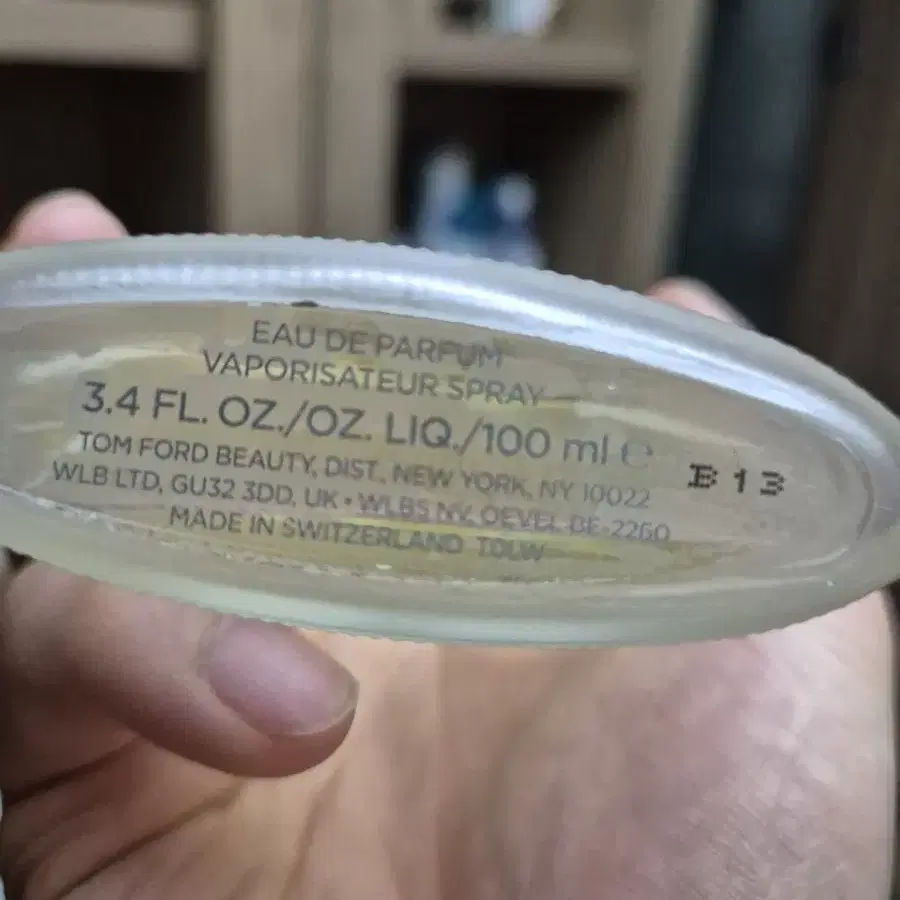 EAU DE PARFUM
VAPORISATEUR SPRAY
3.4 FL. OZ./OZ. LIQ./100 ml ℮
TOM FORD BEAUTY, DIST. NEW YORK, NY 10022
WLB LTD, GU32 3DD, UK • WLBS NV, OEVEL BE-2260
MADE IN SWITZERLAND
B13